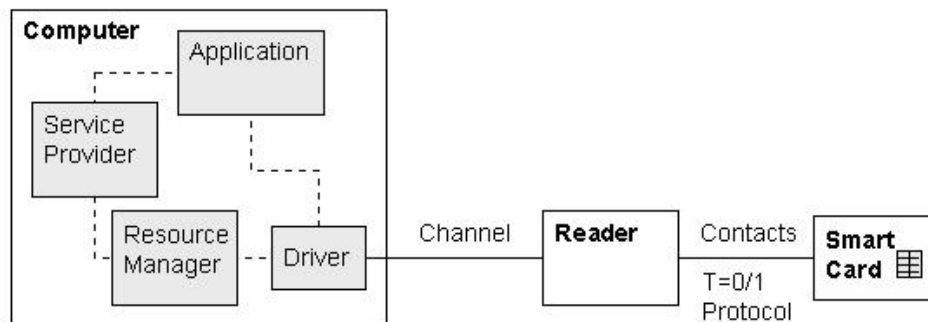 Computer
Application
Service
Provider
Resource
Manager
Driver
Channel
Reader
Contacts
T=0/1
Protocol
Smart
Card